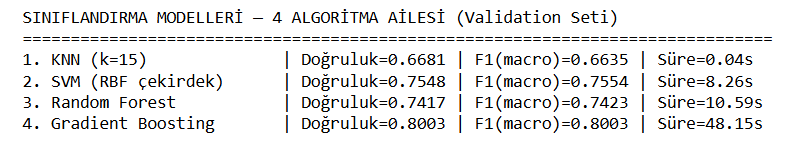 SINIFLANDIRMA MODELLERİ — 4 ALGORİTMA AİLESİ (Validation Seti)
======================================================================
1. KNN (k=15)              | Doğruluk=0.6681 | F1(macro)=0.6635 | Süre=0.04s
2. SVM (RBF çekirdek)      | Doğruluk=0.7548 | F1(macro)=0.7554 | Süre=8.26s
3. Random Forest           | Doğruluk=0.7417 | F1(macro)=0.7423 | Süre=10.59s
4. Gradient Boosting       | Doğruluk=0.8003 | F1(macro)=0.8003 | Süre=48.15s